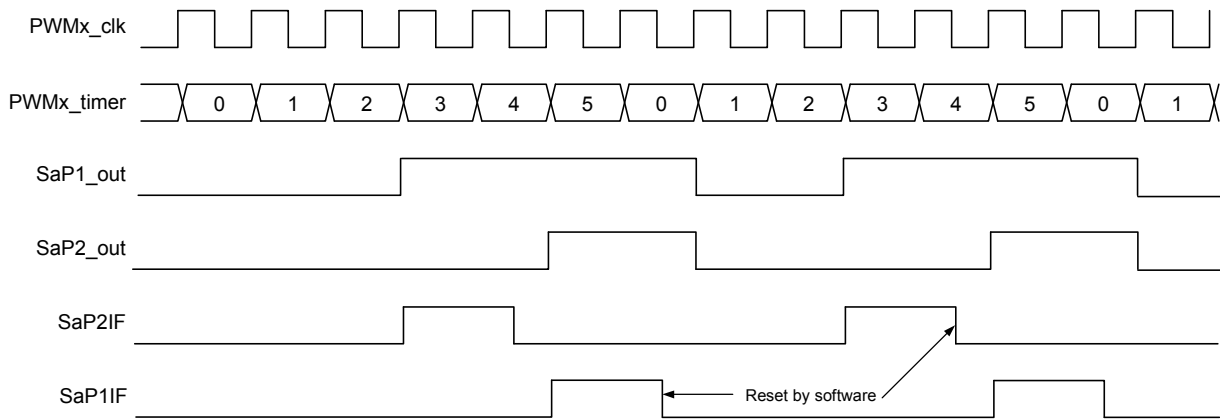 PWMx_clk
PWMx_timer 0 1 2 3 4 5 0 1 2 3 4 5 0 1
SaP1_out
SaP2_out
SaP2IF
SaP1IF Reset by software